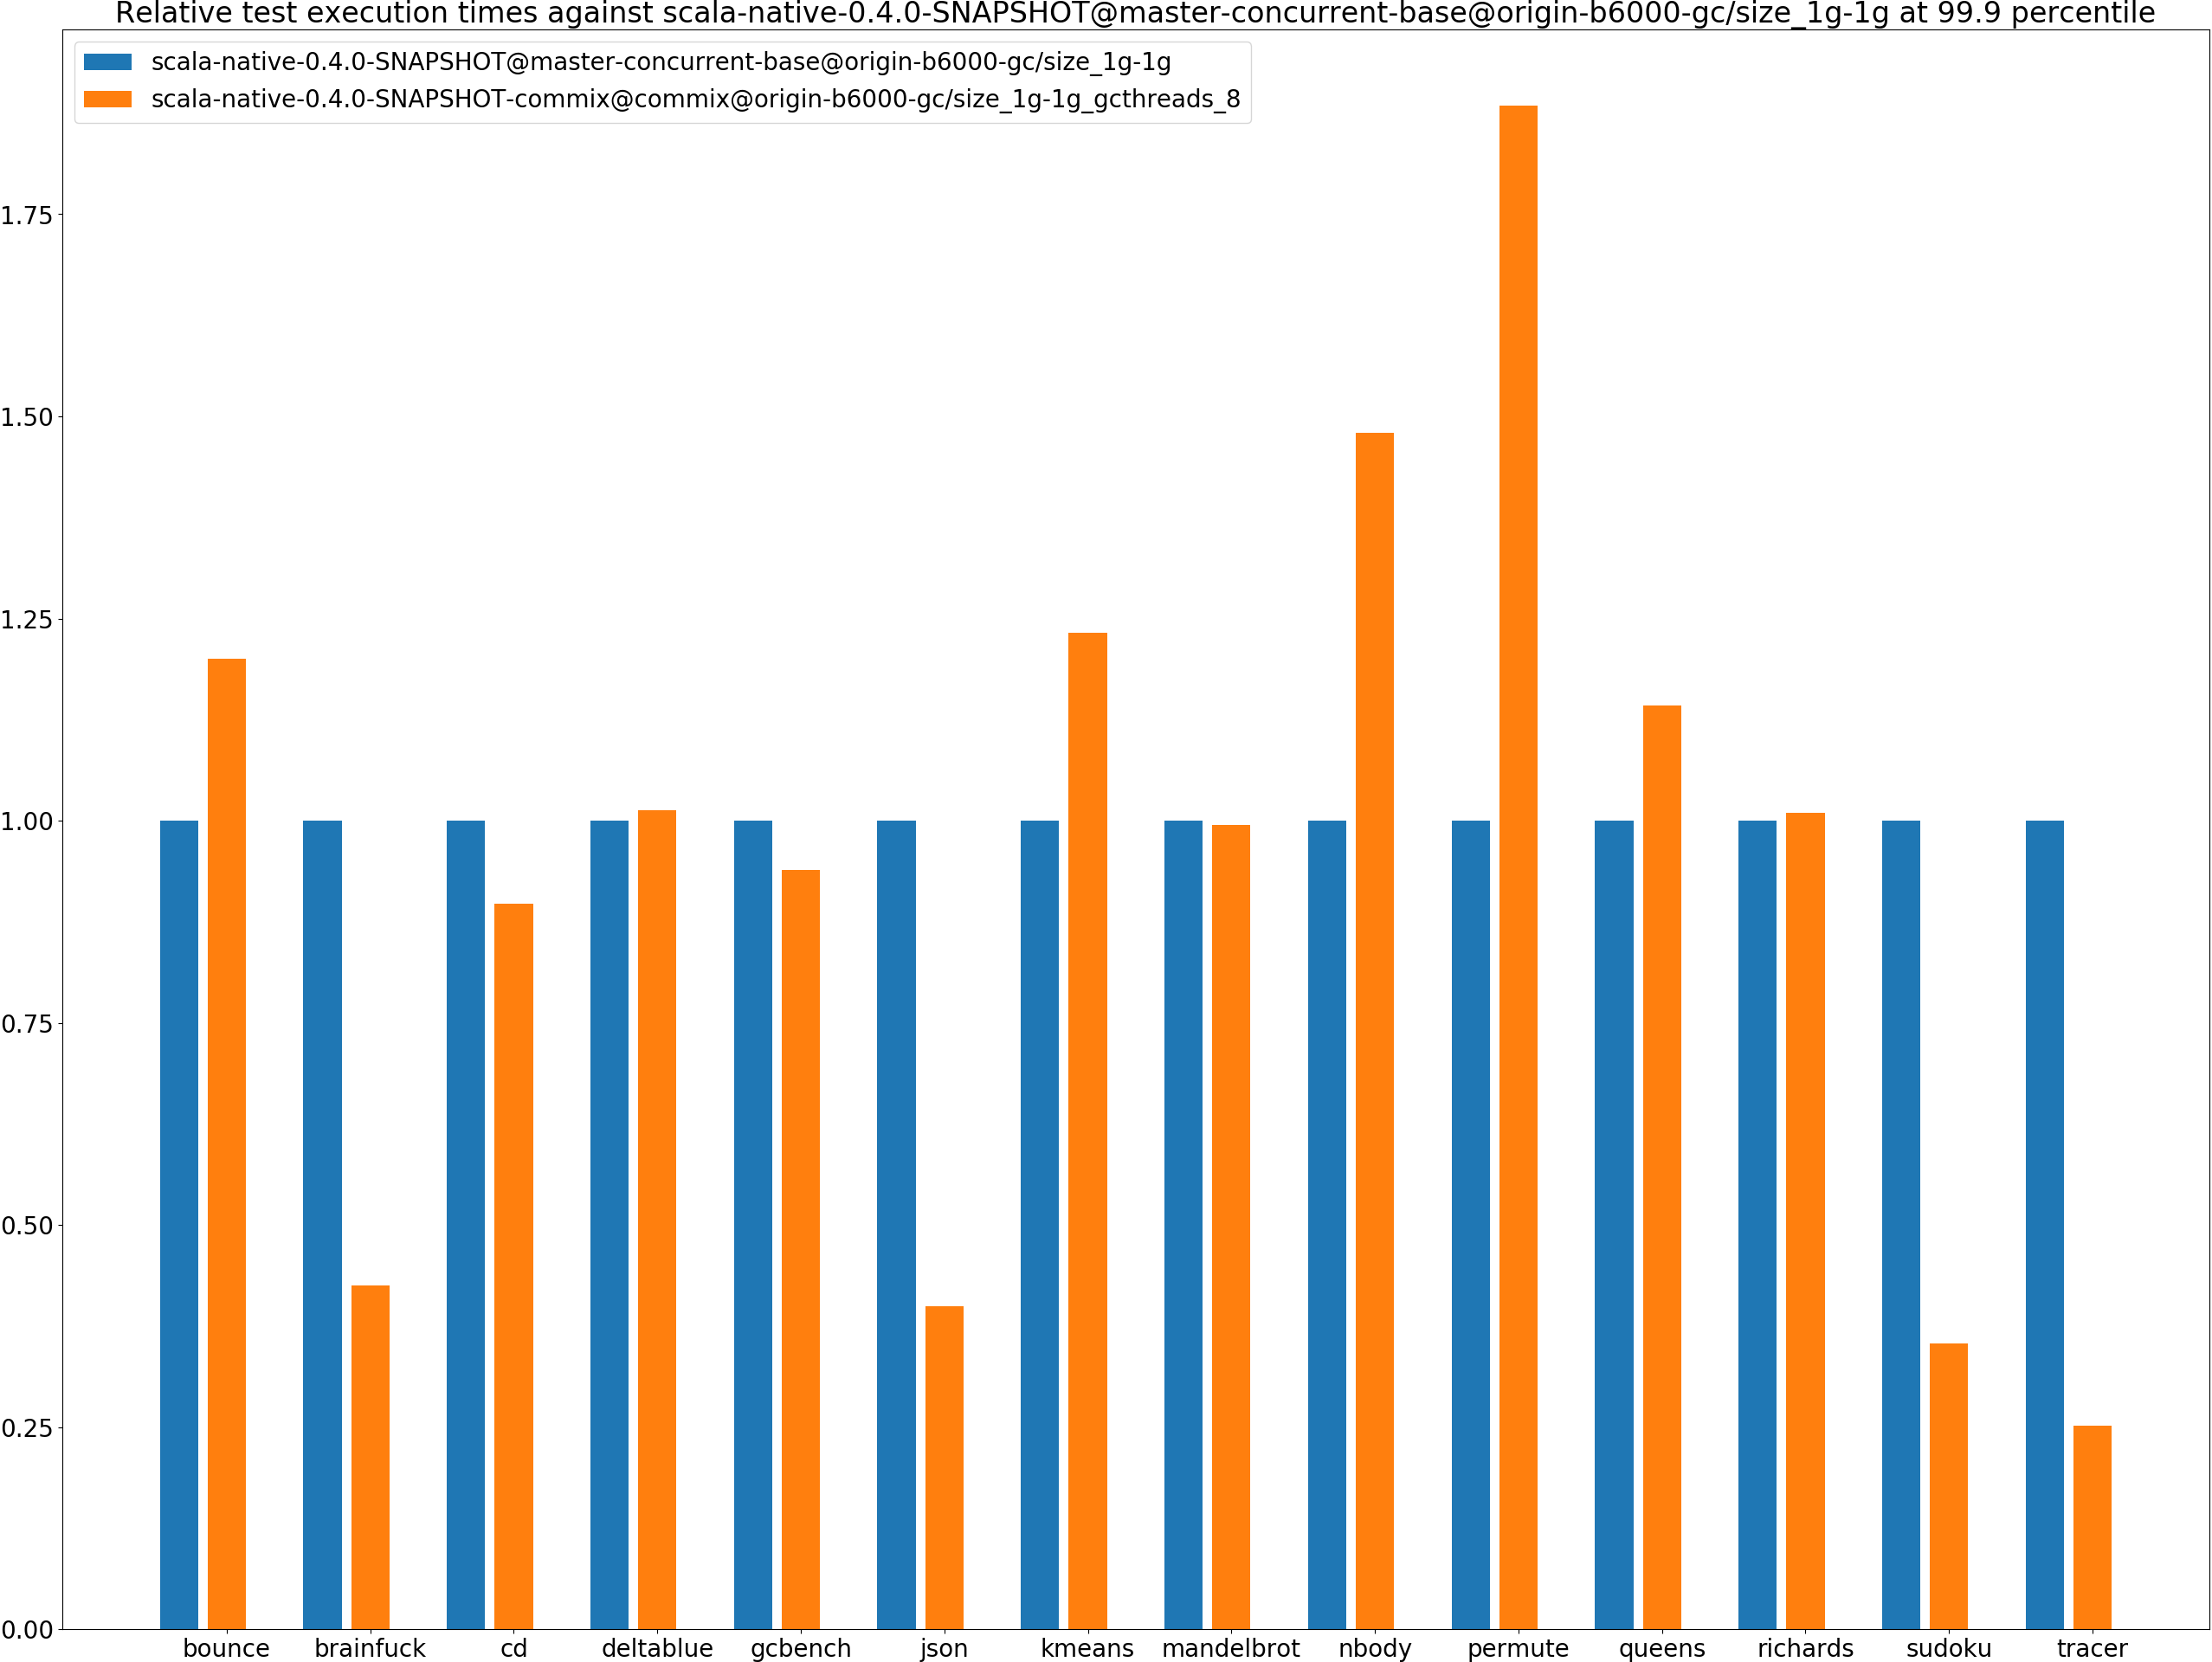 Relative test execution times against scala-native-0.4.0-SNAPSHOT@master-concurrent-base@origin-b6000-gc/size_1g-1g at 99.9 percentile
scala-native-0.4.0-SNAPSHOT@master-concurrent-base@origin-b6000-gc/size_1g-1g
scala-native-0.4.0-SNAPSHOT-commix@commix@origin-b6000-gc/size_1g-1g_gcthreads_8
1.75
1.50
1.25
1.00
0.75
0.50
0.25
0.00
bounce brainfuck cd deltablue gcbench json kmeans mandelbrot nbody permute queens richards sudoku tracer